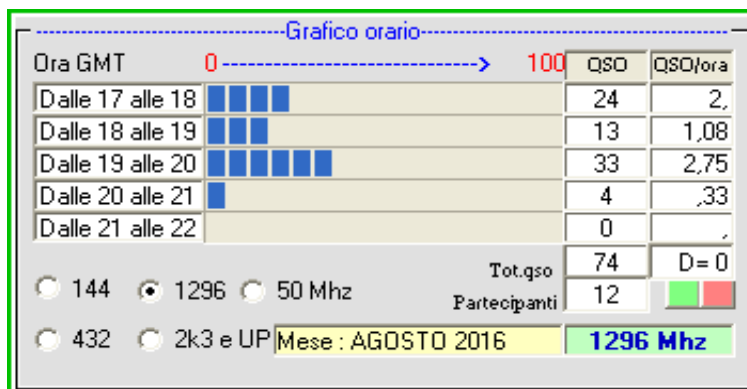 Grafico orario
Ora GMT 0 -----------------------------> 100 QSO QSO/ora
Dalle 17 alle 18 24 2,
Dalle 18 alle 19 13 1,08
Dalle 19 alle 20 33 2,75
Dalle 20 alle 21 4 ,33
Dalle 21 alle 22 0 ,
Tot.qso 74 D= 0
144 1296 50 Mhz Partecipanti 12
432 2k3 e UP Mese : AGOSTO 2016 1296 Mhz